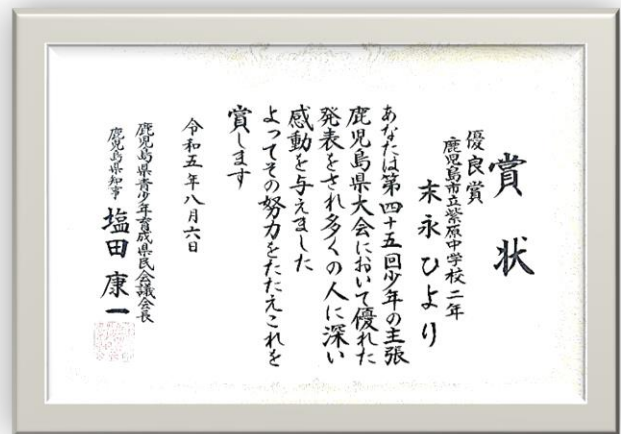 賞状
優良賞
鹿児島市立紫原中学校二年
末永ひより
あなたは第四十五回少年の主張
鹿児島県大会において優れた
発表をされ多くの人に深い
感動を与えました
よってその努力をたたえこれを
賞します
令和五年八月六日
鹿児島県青少年育成県民会議会長
鹿児島県知事 塩田康一